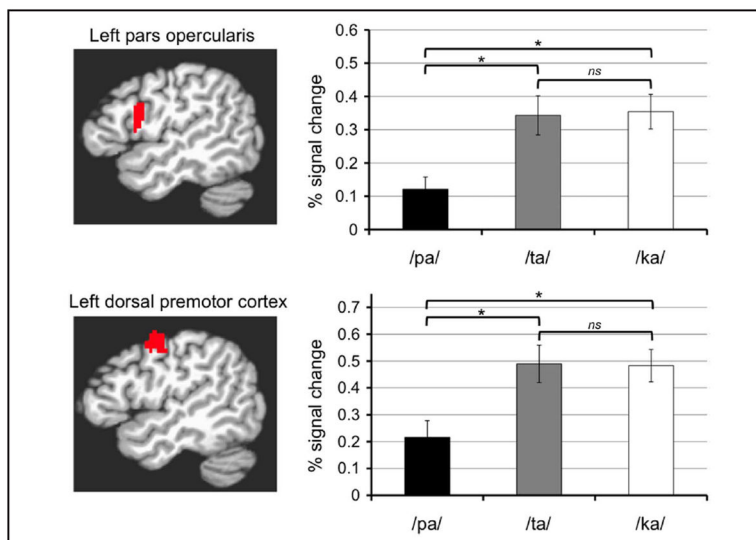 Left pars opercularis
% signal change
0.6
0.5
0.4
0.3
0.2
0.1
0
*
*
ns
/pa/
/ta/
/ka/
Left dorsal premotor cortex
% signal change
0.7
0.6
0.5
0.4
0.3
0.2
0.1
0
*
*
ns
/pa/
/ta/
/ka/